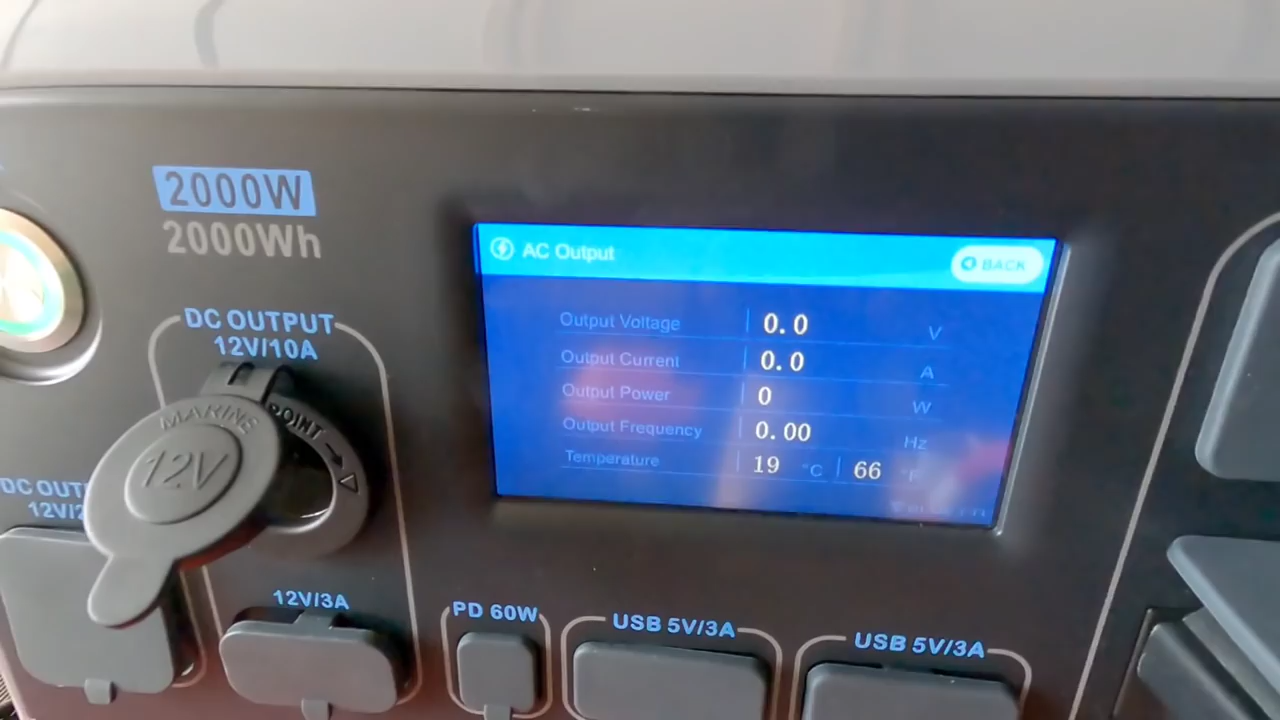 2000W
2000Wh
DC OUTPUT
12V/10A
MARINE
12V
POINT
DC
12V/2
12V/3A
PD 60W
USB 5V/3A
USB 5V/3A
AC Output
BACK
Output Voltage 0.0 V
Output Current 0.0 A
Output Power 0 W
Output Frequency 0.00 Hz
Temperature 19 °C 66 °F